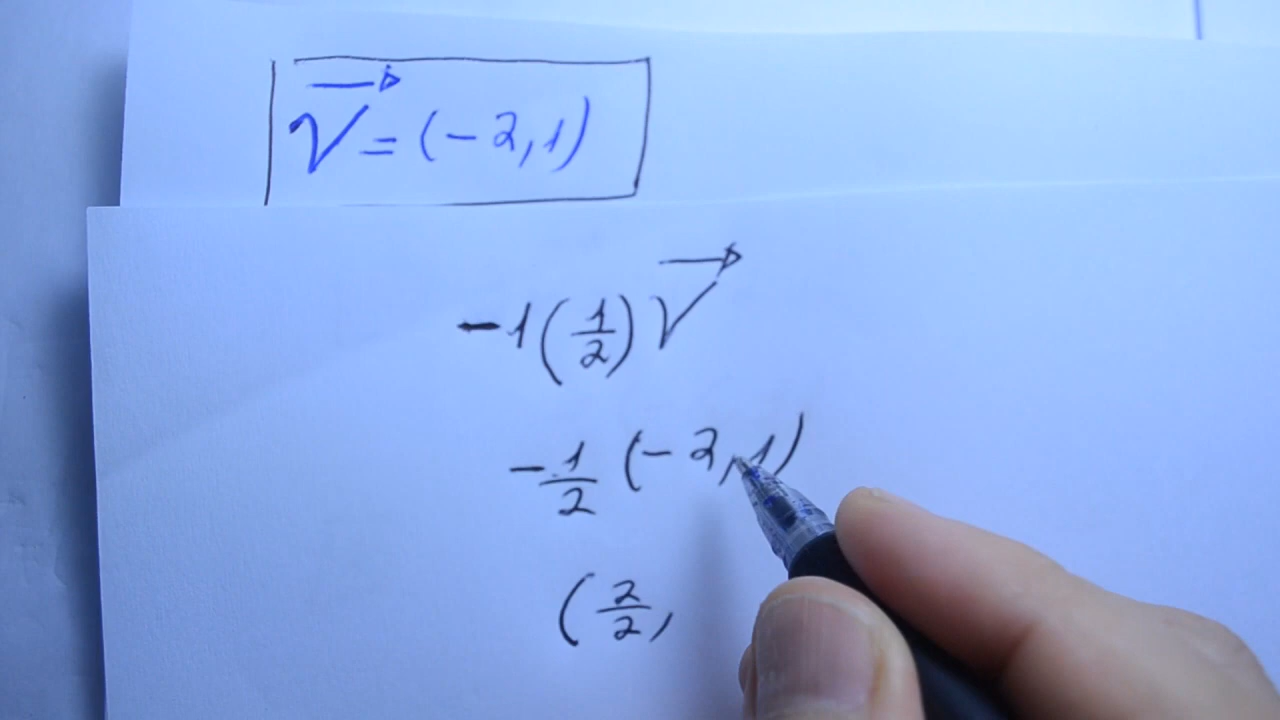 V⃗ = (-2,1)
-1(1/2)V⃗
-1/2 (-2,1)
(2/2,